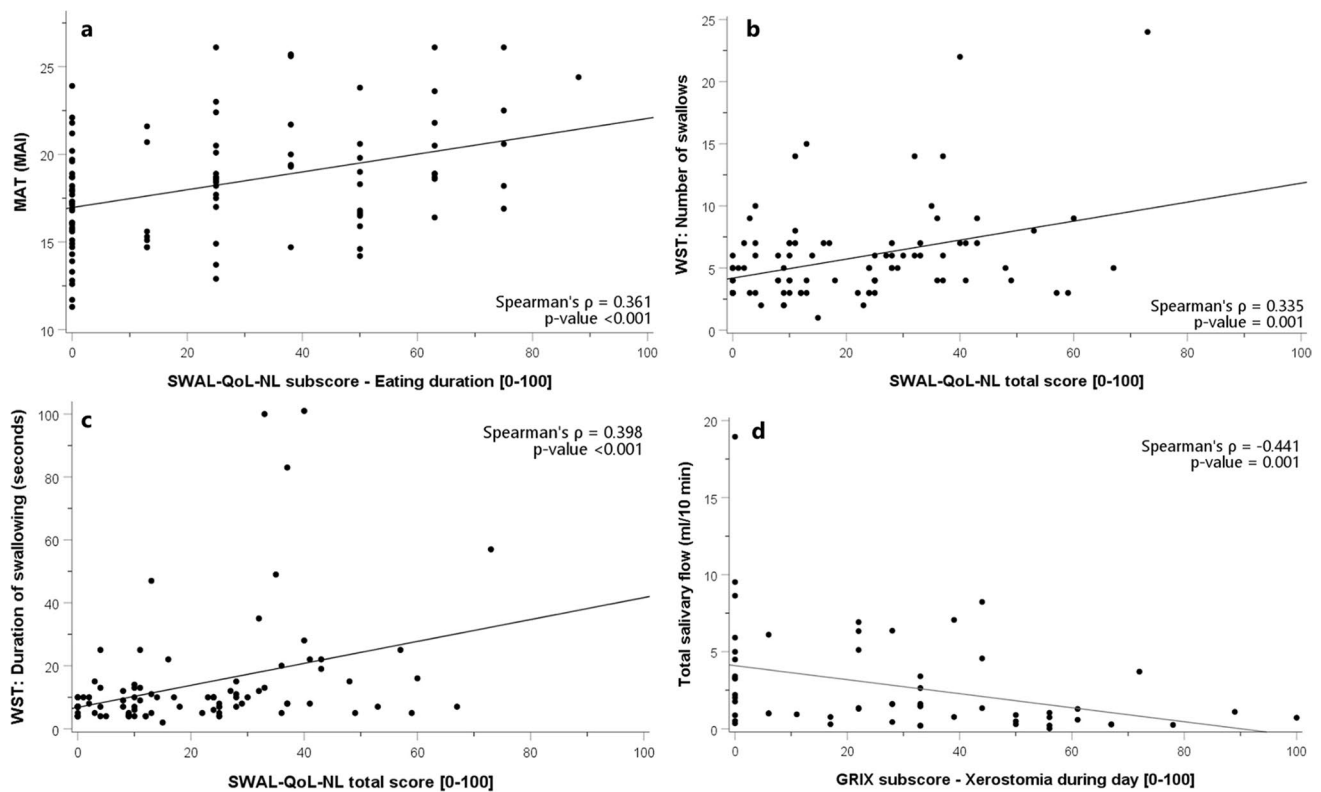 a
MAT (MAI)
25
20
15
10
Spearman's ρ = 0.361
p-value <0.001
0 20 40 60 80 100
SWAL-QoL-NL subscore - Eating duration [0-100]
b
WST: Number of swallows
25
20
15
10
5
0
Spearman's ρ = 0.335
p-value = 0.001
0 20 40 60 80 100
SWAL-QoL-NL total score [0-100]
c
WST: Duration of swallowing (seconds)
100
80
60
40
20
0
Spearman's ρ = 0.398
p-value <0.001
0 20 40 60 80 100
SWAL-QoL-NL total score [0-100]
d
Total salivary flow (ml/10 min)
20
15
10
5
0
Spearman's ρ = -0.441
p-value = 0.001
0 20 40 60 80 100
GRIX subscore - Xerostomia during day [0-100]